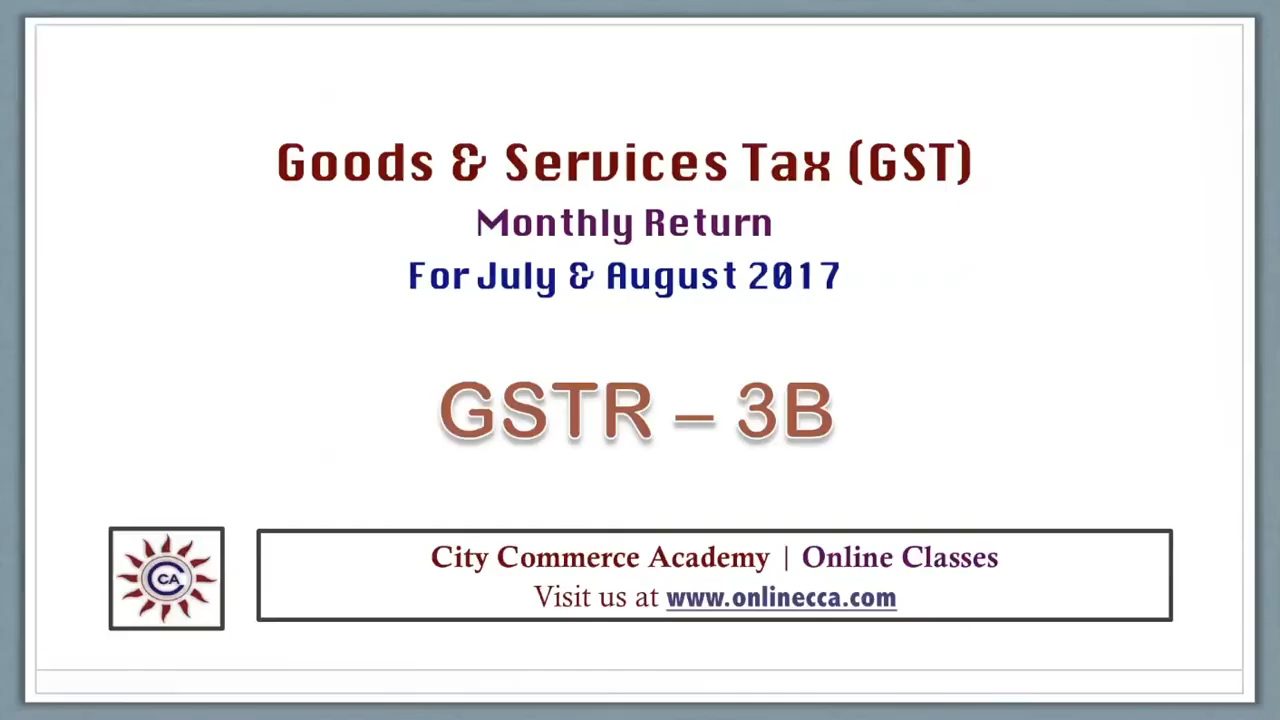 Goods & Services Tax (GST)
Monthly Return
For July & August 2017
GSTR – 3B
CA
City Commerce Academy | Online Classes
Visit us at www.onlinecca.com